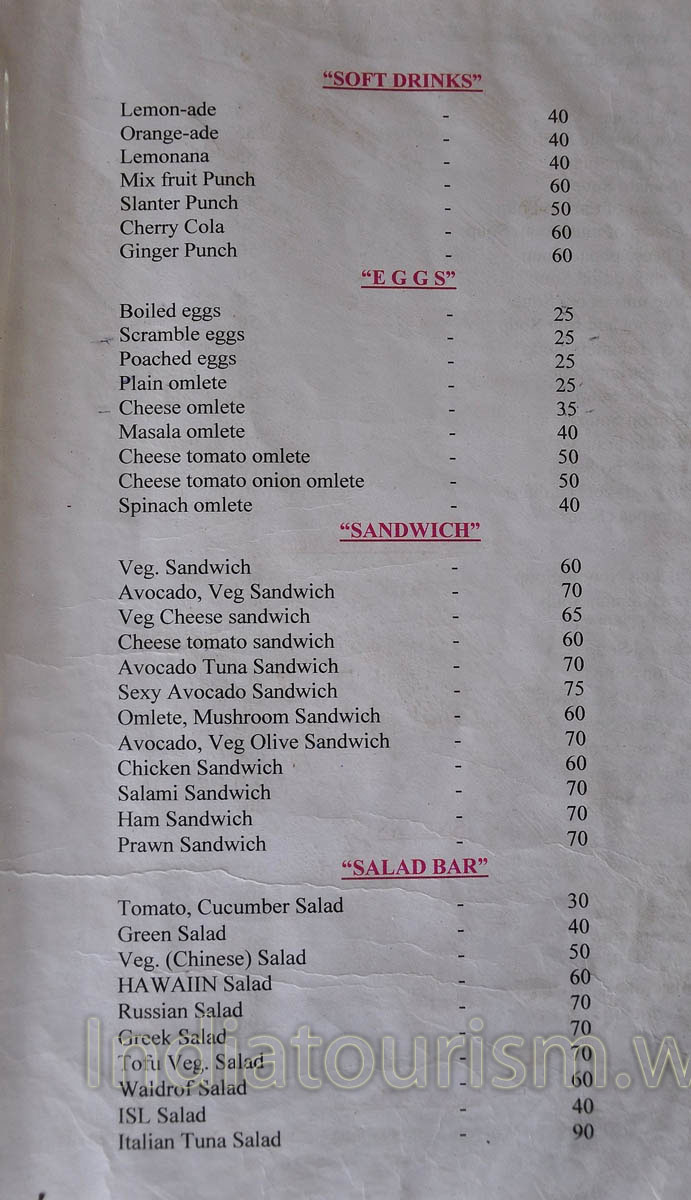 “SOFT DRINKS”
Lemon-ade - 40
Orange-ade - 40
Lemonana - 40
Mix fruit Punch - 60
Slanter Punch - 50
Cherry Cola - 60
Ginger Punch - 60
“E G G S”
Boiled eggs - 25
Scramble eggs - 25
Poached eggs - 25
Plain omlete - 25
Cheese omlete - 35
Masala omlete - 40
Cheese tomato omlete - 50
Cheese tomato onion omlete - 50
Spinach omlete - 40
“SANDWICH”
Veg. Sandwich - 60
Avocado, Veg Sandwich - 70
Veg Cheese sandwich - 65
Cheese tomato sandwich - 60
Avocado Tuna Sandwich - 70
Sexy Avocado Sandwich - 75
Omlete, Mushroom Sandwich - 60
Avocado, Veg Olive Sandwich - 70
Chicken Sandwich - 60
Salami Sandwich - 70
Ham Sandwich - 70
Prawn Sandwich - 70
“SALAD BAR”
Tomato, Cucumber Salad - 30
Green Salad - 40
Veg. (Chinese) Salad - 50
HAWAIIN Salad - 60
Russian Salad - 70
Greek Salad - 70
Tofu Veg. Salad - 70
Waldrof Salad - 60
ISL Salad - 40
Italian Tuna Salad - 90
Indiatourism.w